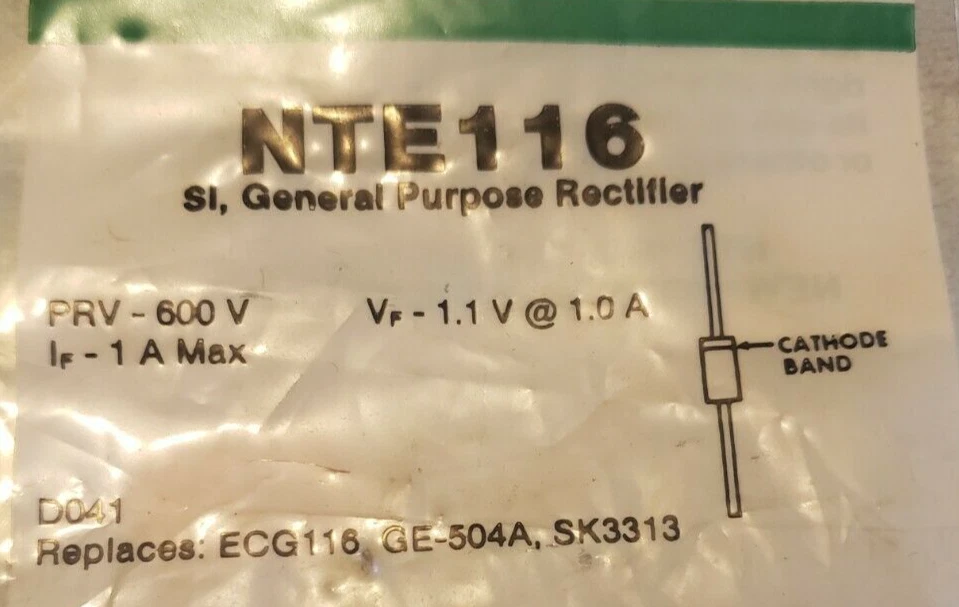 NTE116
SI, General Purpose Rectifier
PRV - 600 V
VF - 1.1 V @ 1.0 A
IF - 1 A Max
CATHODE
BAND
D041
Replaces: ECG116, GE-504A, SK3313